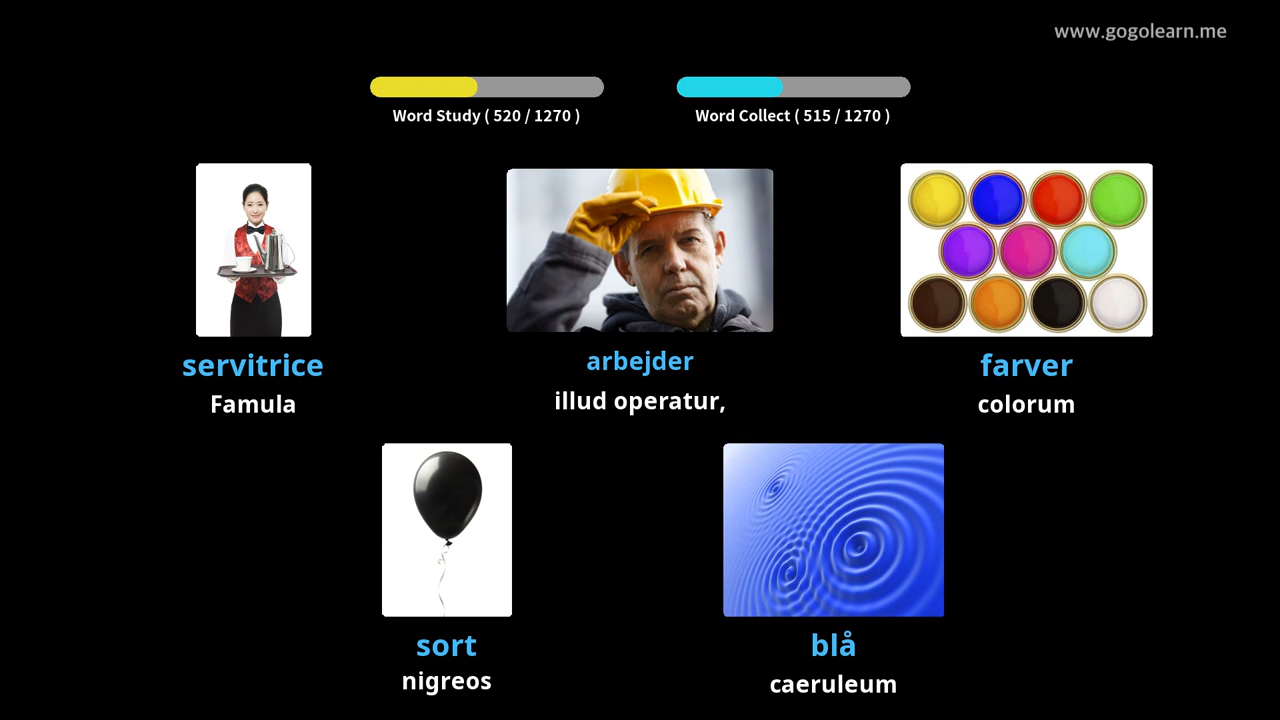 www.gogolearn.me
Word Study ( 520 / 1270 )
Word Collect ( 515 / 1270 )
servitrice
Famula
arbejder
illud operatur,
farver
colorum
sort
nigreos
blå
caeruleum